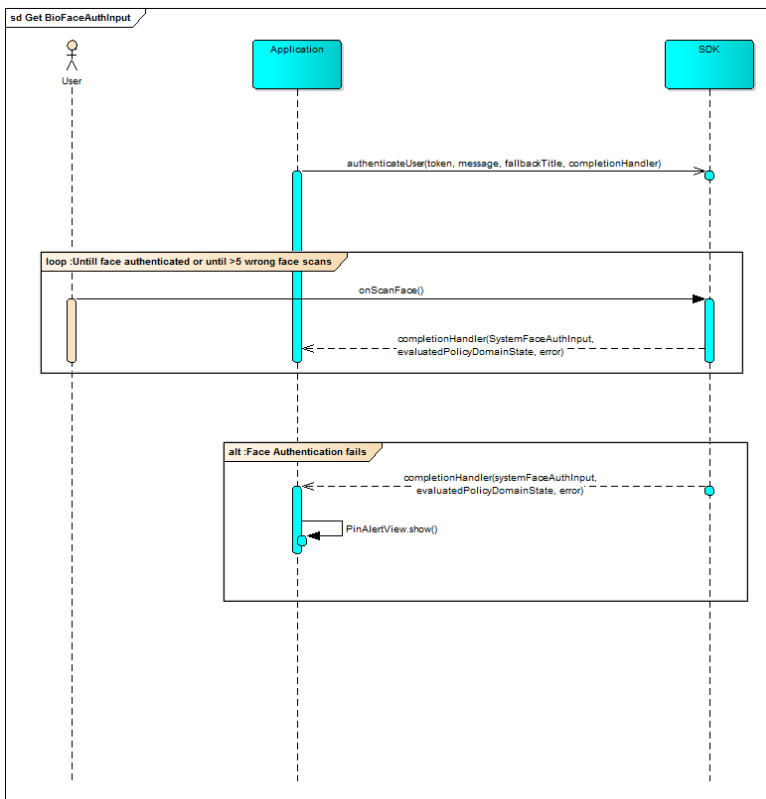 sd Get BioFaceAuthInput
User
Application
SDK
authenticateUser(token, message, fallbackTitle, completionHandler)
loop :Untill face authenticated or until >5 wrong face scans
onScanFace()
completionHandler(SystemFaceAuthInput,
evaluatedPolicyDomainState, error)
alt :Face Authentication fails
completionHandler(systemFaceAuthInput,
evaluatedPolicyDomainState, error)
PinAlertView.show()